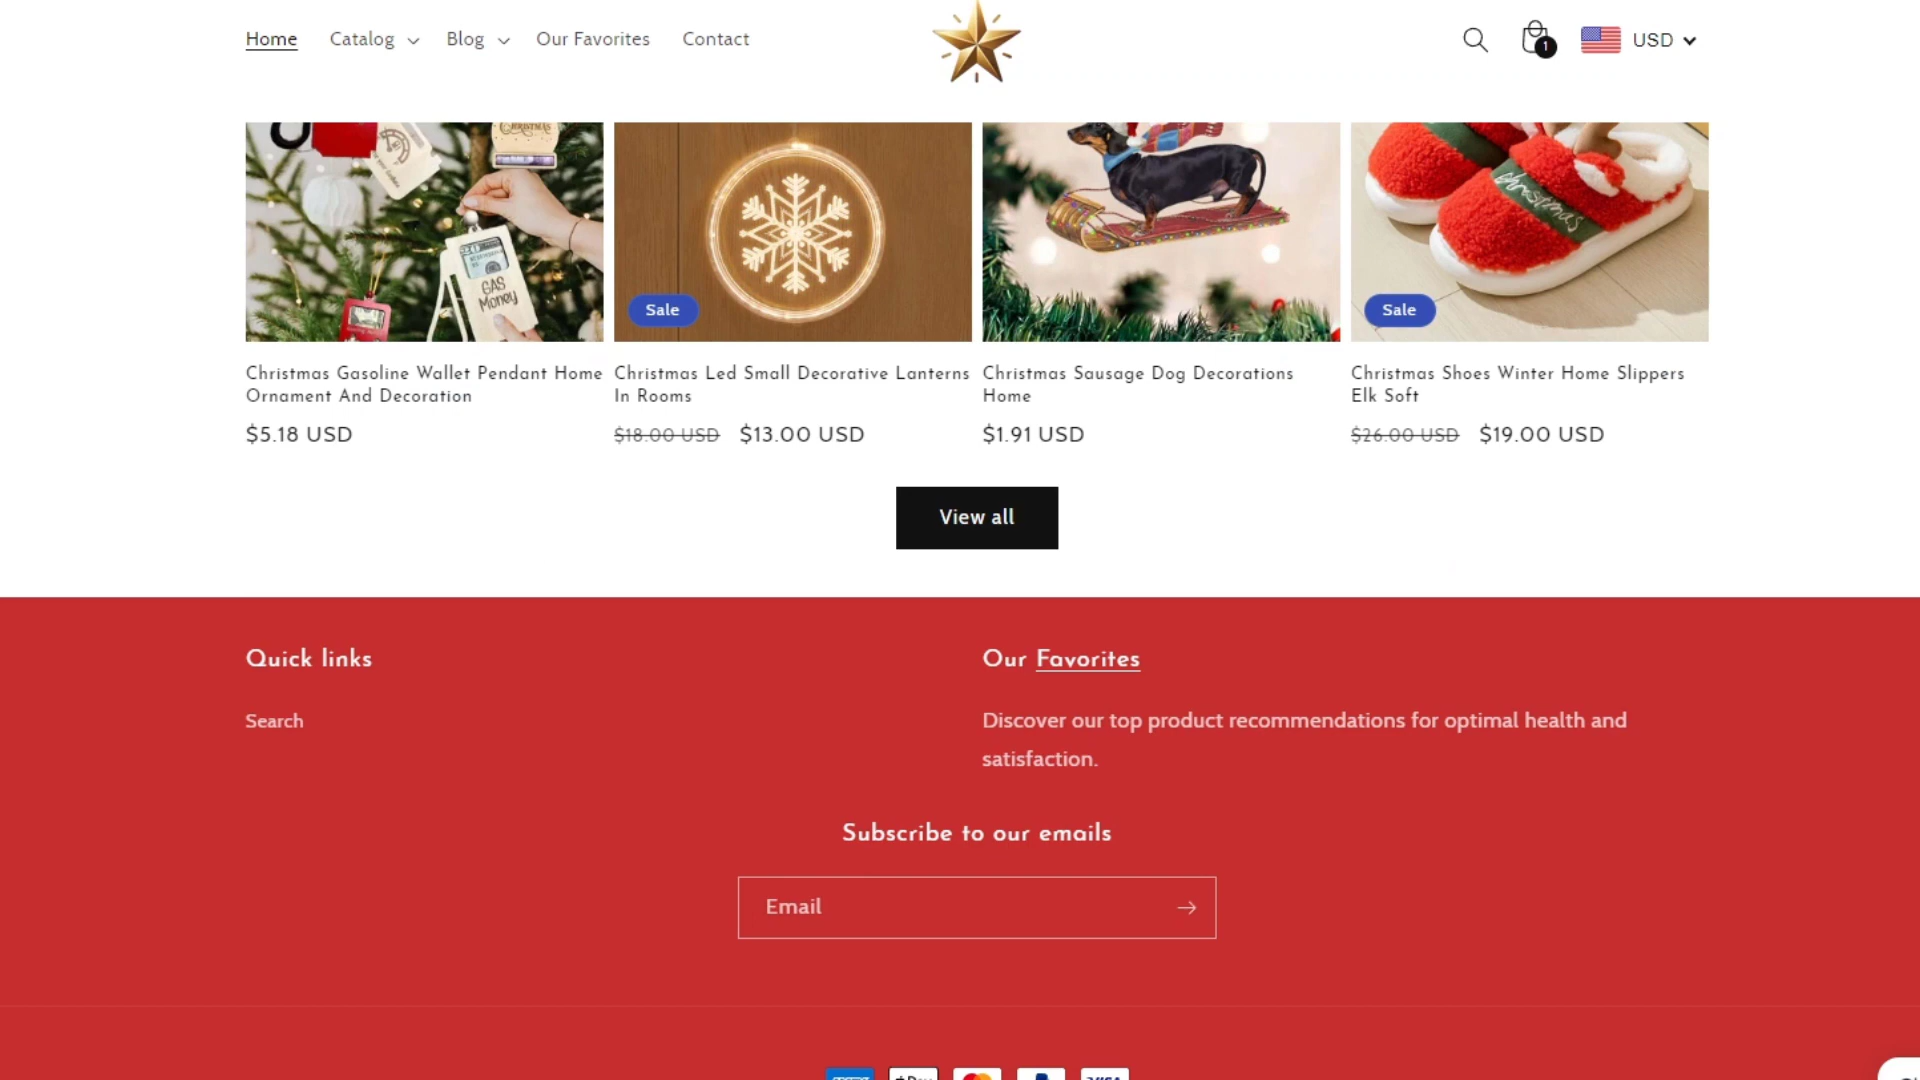 Home Catalog Blog Our Favorites Contact
1
USD
CHRISTMAS
GAS
Money
Sale
christmas
Sale
Christmas Gasoline Wallet Pendant Home
Ornament And Decoration
$5.18 USD
Christmas Led Small Decorative Lanterns
In Rooms
$18.00 USD $13.00 USD
Christmas Sausage Dog Decorations
Home
$1.91 USD
Christmas Shoes Winter Home Slippers
Elk Soft
$26.00 USD $19.00 USD
View all
Quick links
Search
Our Favorites
Discover our top product recommendations for optimal health and
satisfaction.
Subscribe to our emails
Email